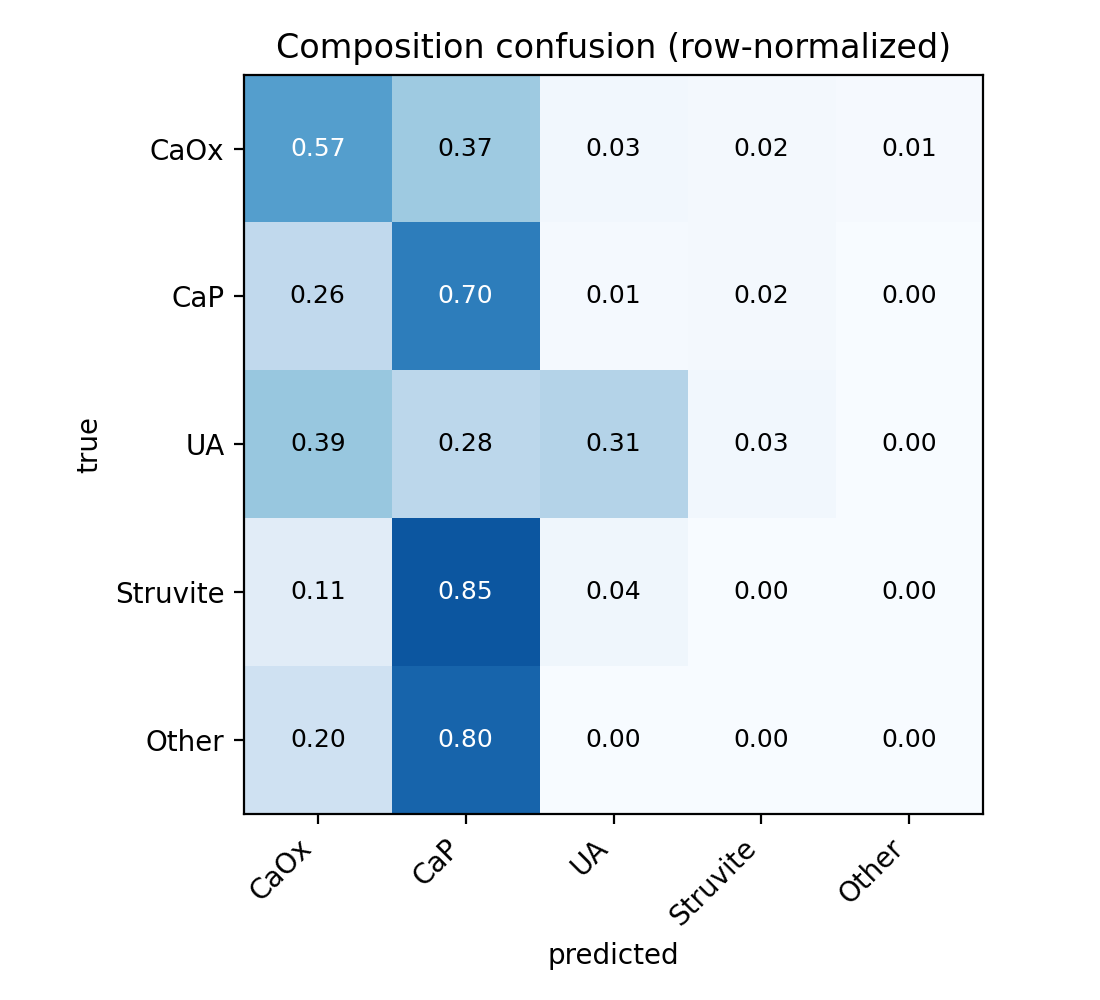 Composition confusion (row-normalized)
CaOx 0.57 0.37 0.03 0.02 0.01
CaP 0.26 0.70 0.01 0.02 0.00
UA 0.39 0.28 0.31 0.03 0.00
Struvite 0.11 0.85 0.04 0.00 0.00
Other 0.20 0.80 0.00 0.00 0.00
true
CaOx CaP UA Struvite Other
predicted